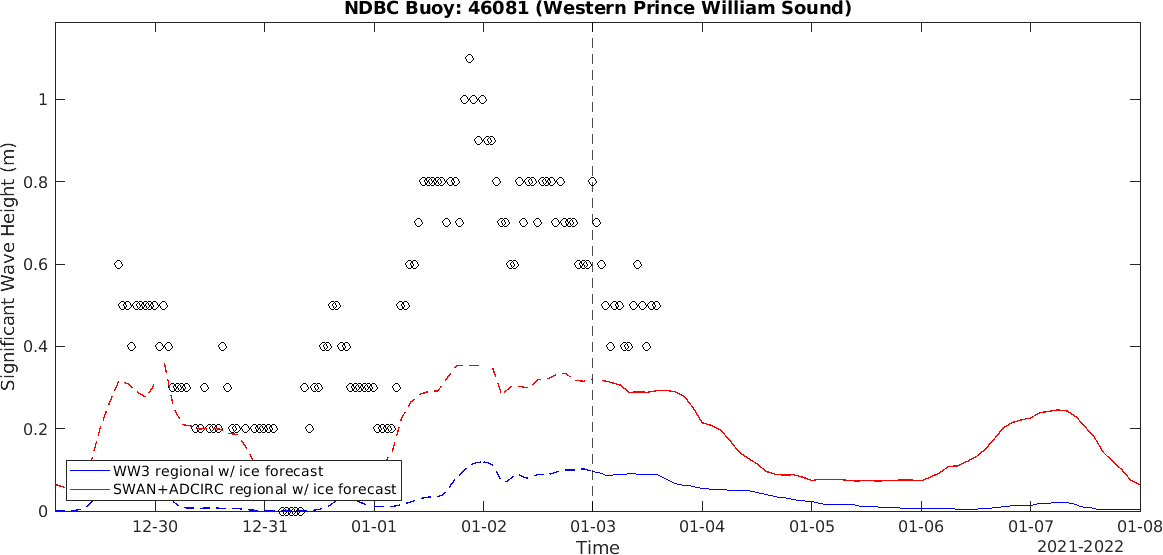 NDBC Buoy: 46081 (Western Prince William Sound)
Significant Wave Height (m)
1
0.8
0.6
0.4
0.2
0
WW3 regional w/ ice forecast
SWAN+ADCIRC regional w/ ice forecast
12-30 12-31 01-01 01-02 01-03 01-04 01-05 01-06 01-07 01-08
Time
2021-2022